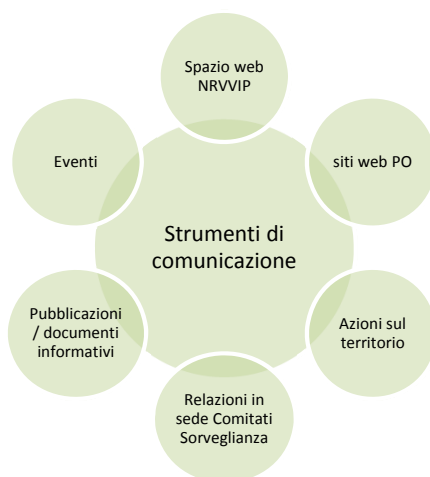 Spazio web
NRVVIP
Eventi
siti web PO
Strumenti di
comunicazione
Pubblicazioni
/ documenti
informativi
Azioni sul
territorio
Relazioni in
sede Comitati
Sorveglianza